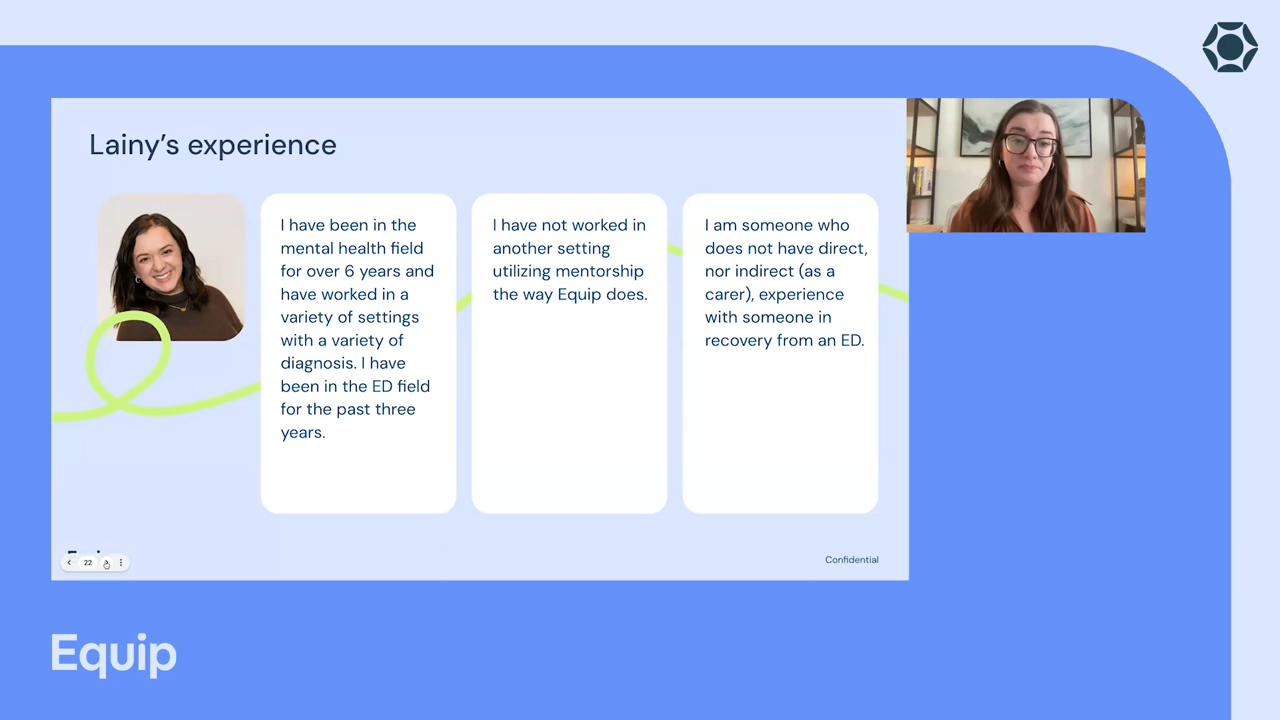 Lainy's experience
I have been in the
mental health field
for over 6 years and
have worked in a
variety of settings
with a variety of
diagnosis. I have
been in the ED field
for the past three
years.
I have not worked in
another setting
utilizing mentorship
the way Equip does.
I am someone who
does not have direct,
nor indirect (as a
carer), experience
with someone in
recovery from an ED.
22
Confidential
Equip